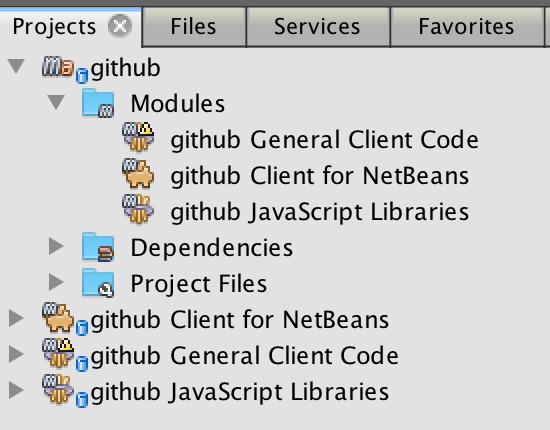 Projects Files Services Favorites
github
Modules
github General Client Code
github Client for NetBeans
github JavaScript Libraries
Dependencies
Project Files
github Client for NetBeans
github General Client Code
github JavaScript Libraries